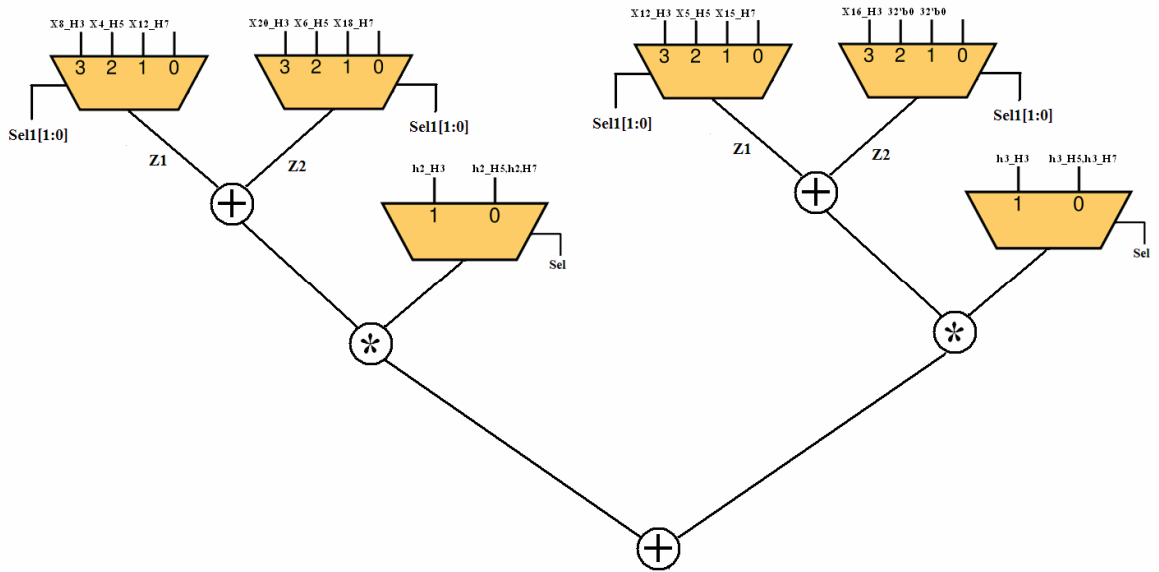 X8_H3 X4_H5 X12_H7
X20_H3 X6_H5 X18_H7
X12_H3 X5_H5 X15_H7
X16_H3 32'b0 32'b0
3 2 1 0
3 2 1 0
3 2 1 0
3 2 1 0
Sel1[1:0]
Sel1[1:0]
Sel1[1:0]
Sel1[1:0]
Z1
Z2
Z1
Z2
+
+
h2_H3
h2_H5,h2,H7
1 0
Sel
h3_H3
h3_H5,h3_H7
1 0
Sel
*
*
+